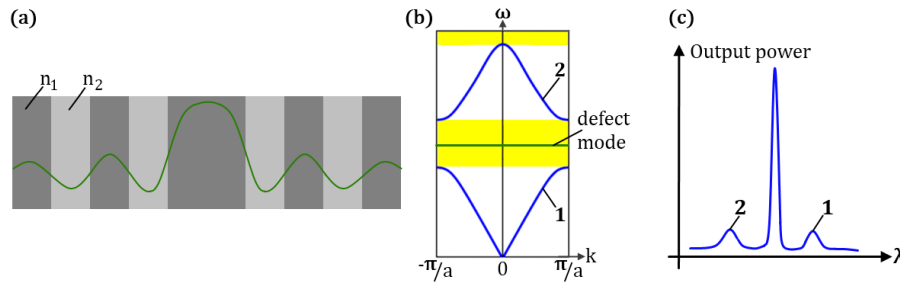 (a)
n₁ n₂
(b)
ω
2
defect
mode
1
-π/a 0 π/a k
(c)
Output power
2 1
λ